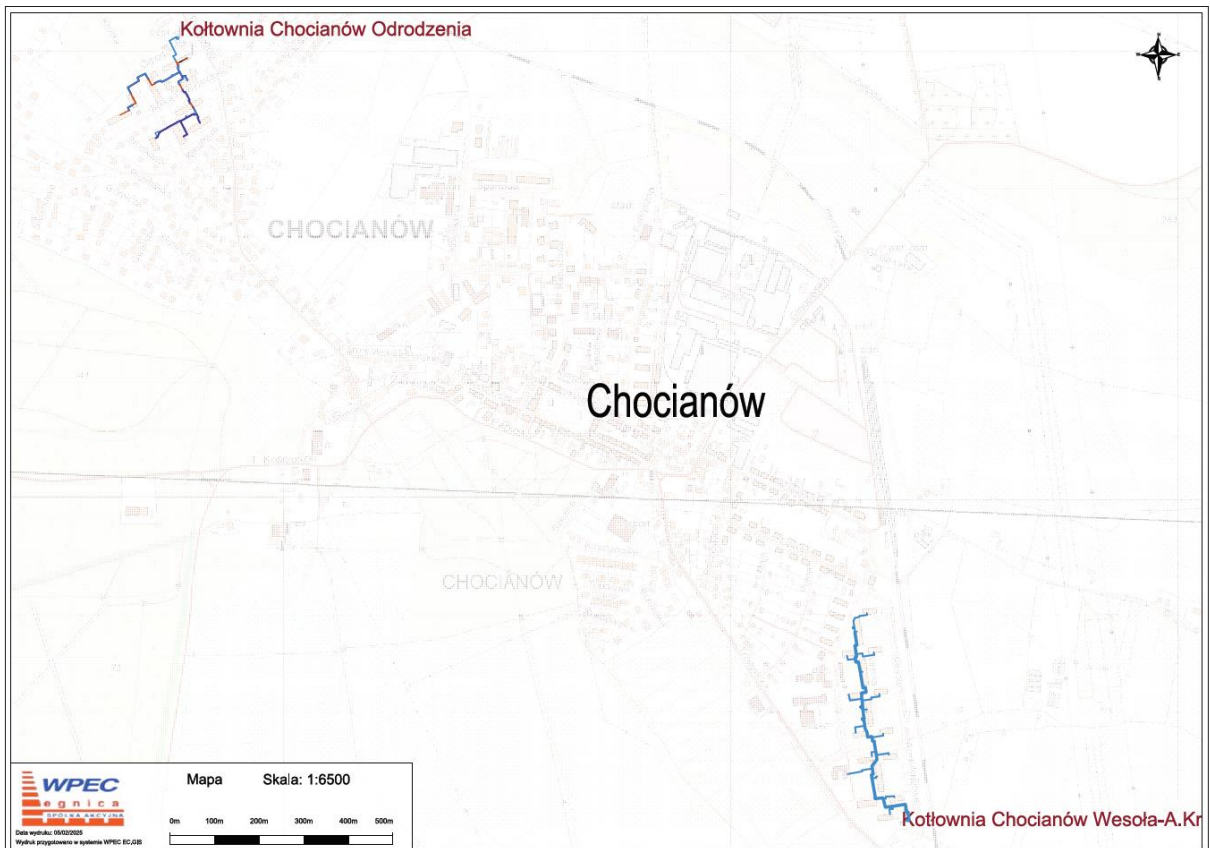 Kołtownia Chocianów Odrodzenia
CHOCIANÓW
Chocianów
CHOCIANÓW
Kotłownia Chocianów Wesoła-A.Kr
WPEC
egnica
SPÓŁKA AKCYJNA
Mapa Skala: 1:6500
0m 100m 200m 300m 400m 500m
Data wydruku: 05/02/2025
Wydruk przygotowano w systemie WPEC EC,GIS